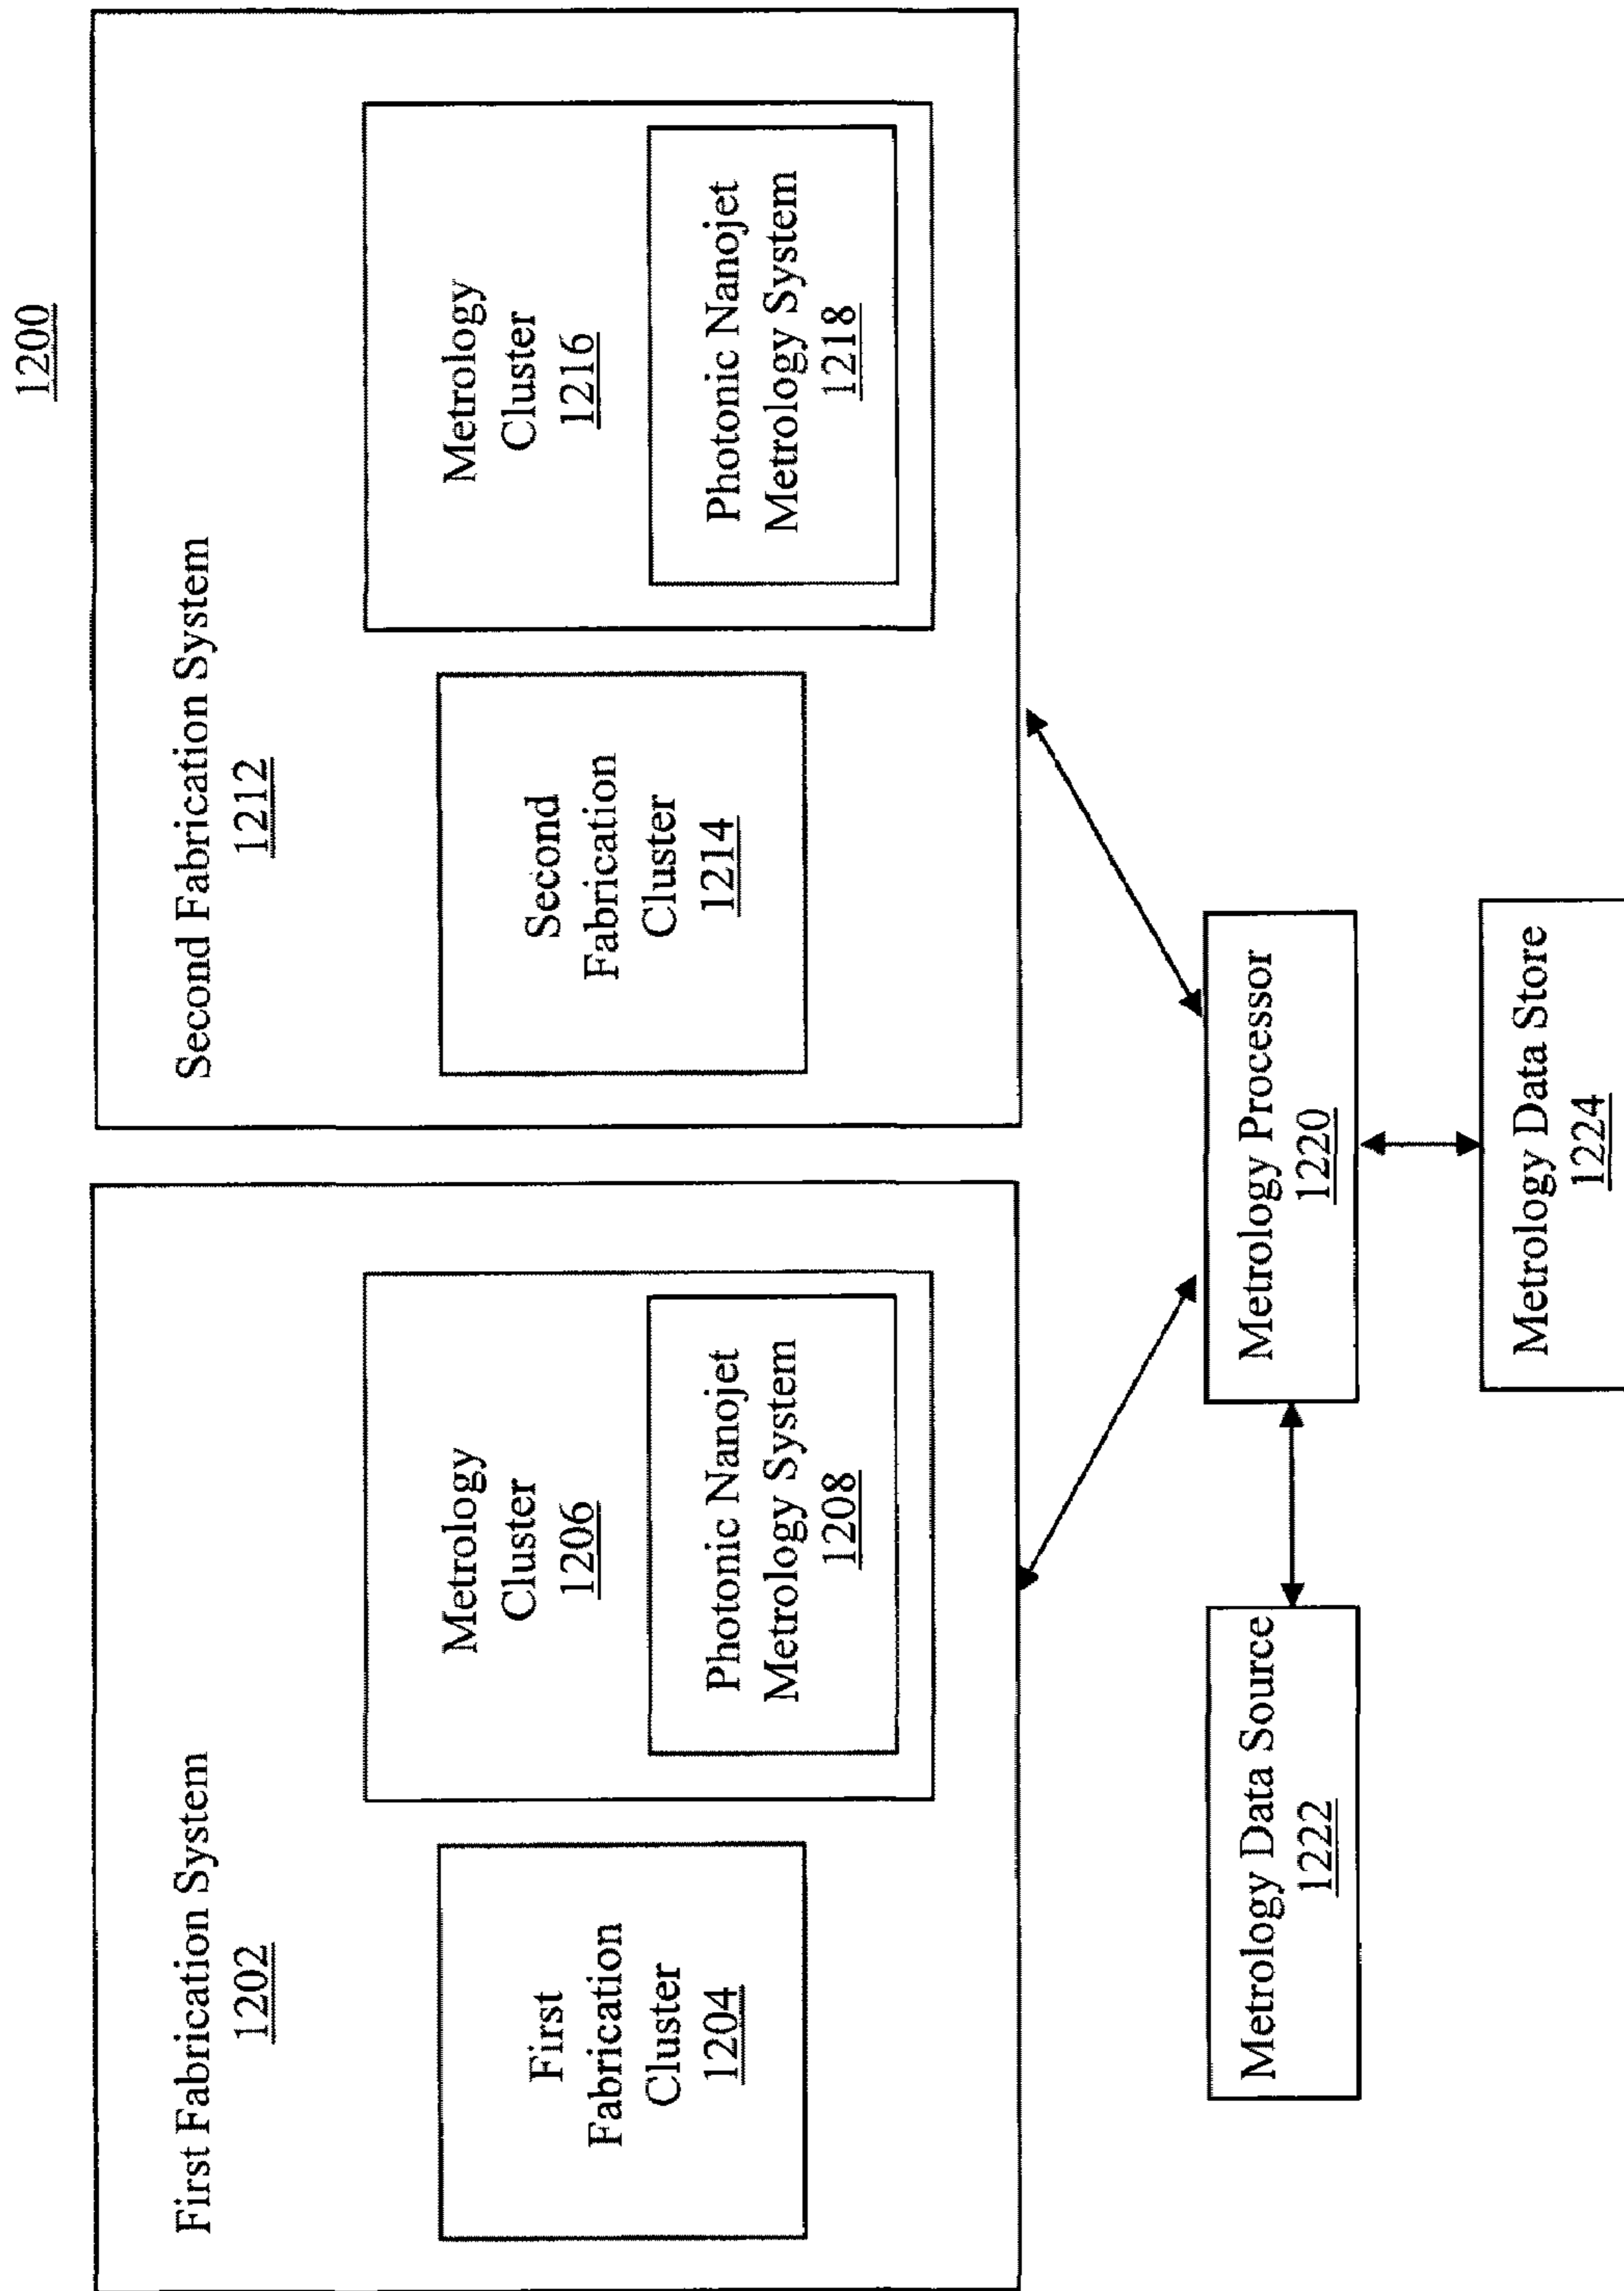 1200
First Fabrication System
1202
First
Fabrication
Cluster
1204
Metrology
Cluster
1206
Photonic Nanojet
Metrology System
1208
Second Fabrication System
1212
Second
Fabrication
Cluster
1214
Metrology
Cluster
1216
Photonic Nanojet
Metrology System
1218
Metrology Data Source
1222
Metrology Processor
1220
Metrology Data Store
1224